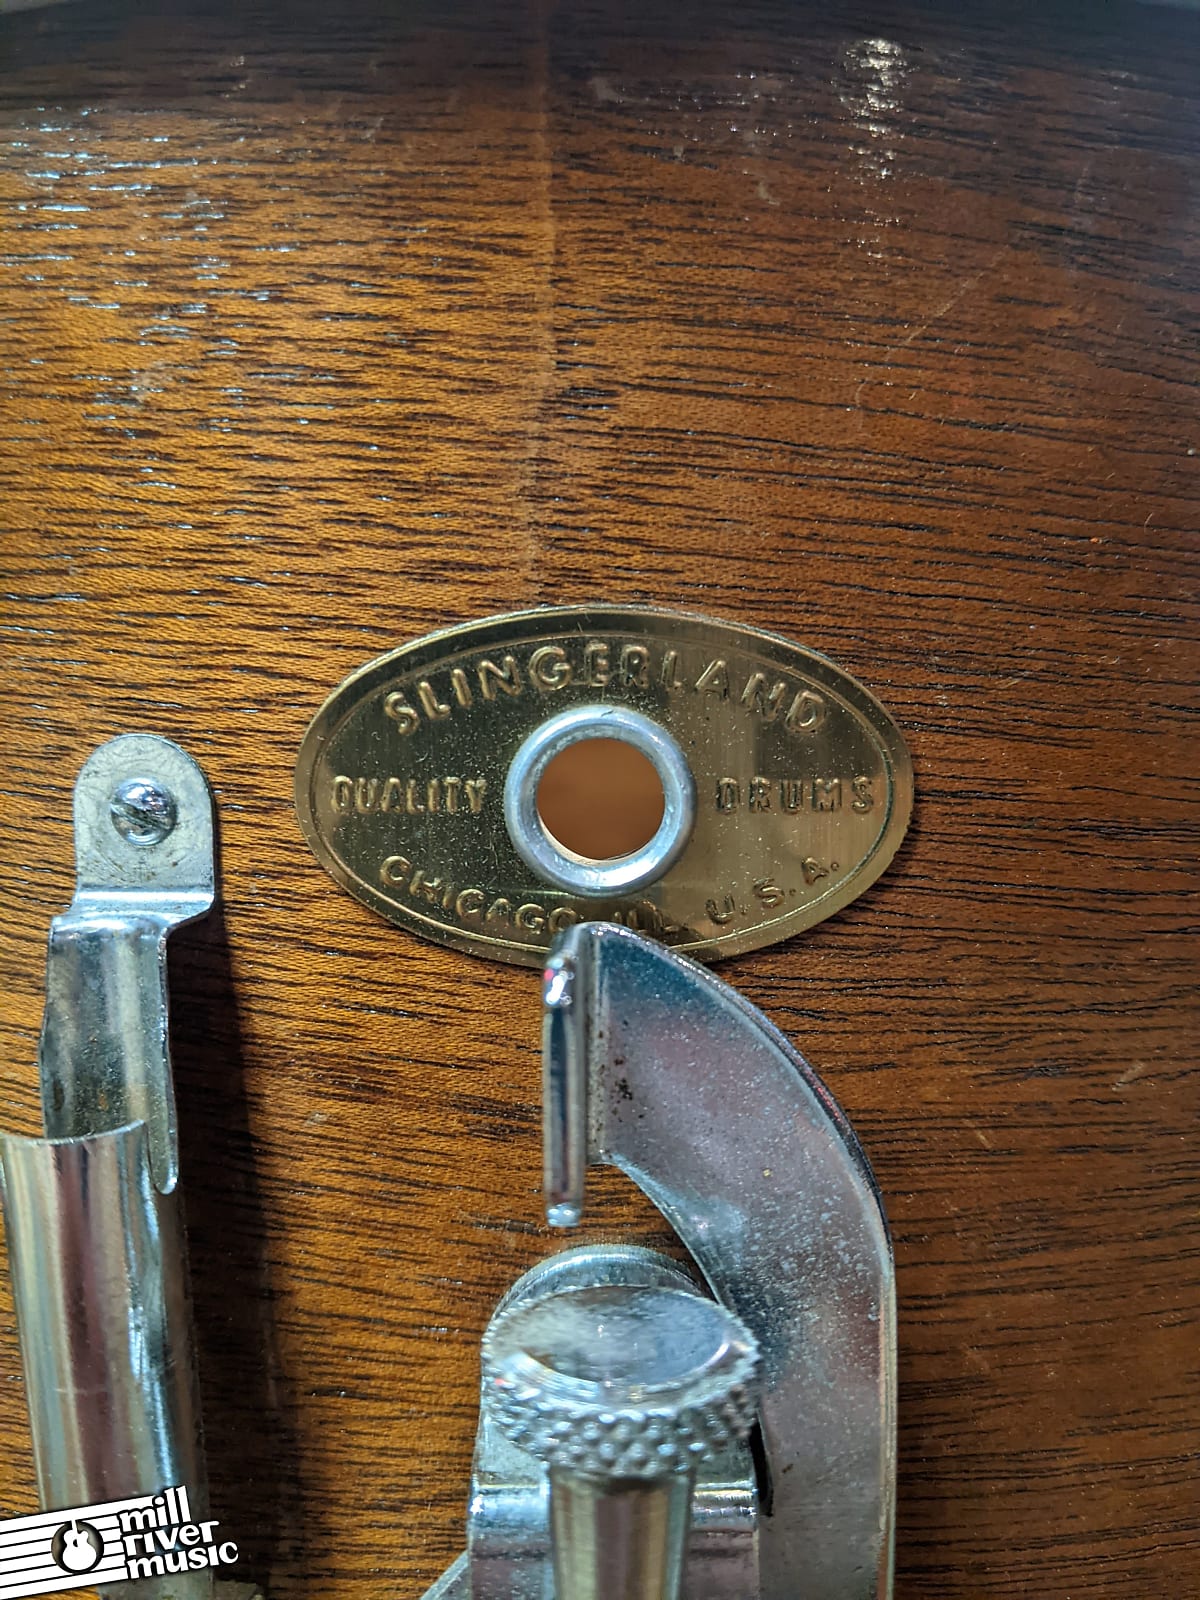 SLINGERLAND
QUALITY DRUMS
CHICAGO, ILL. U.S.A.
mill
river
music